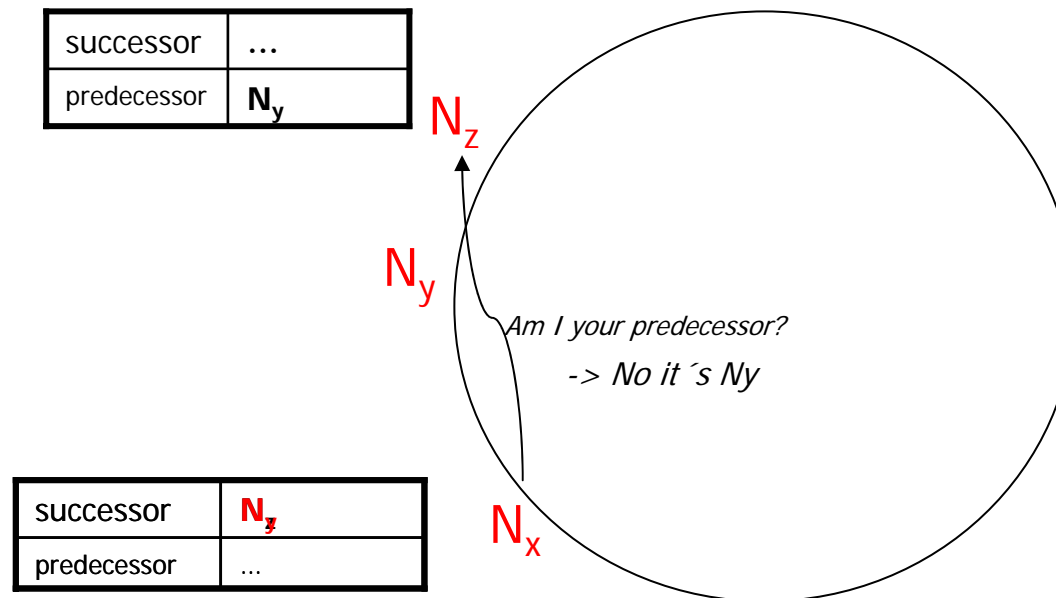 successor ...
predecessor Ny
Nz
Ny
Am I your predecessor?
-> No it´s Ny
successor N
predecessor ...
Nx